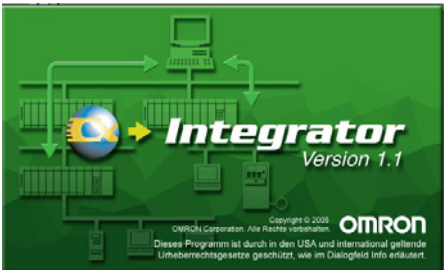 CX Integrator
Version 1.1
Copyright © 2005
OMRON Corporation. Alle Rechte vorbehalten.
OMRON
Dieses Programm ist durch in den USA und international geltende
Urheberrechtsgesetze geschützt, wie im Dialogfeld Info erläutert.